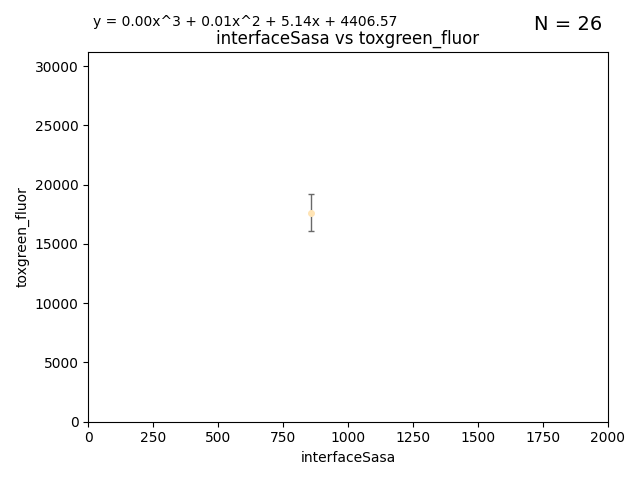 y = 0.00x^3 + 0.01x^2 + 5.14x + 4406.57
N = 26
interfaceSasa vs toxgreen_fluor
30000
25000
20000
15000
10000
5000
0
toxgreen_fluor
0 250 500 750 1000 1250 1500 1750 2000
interfaceSasa